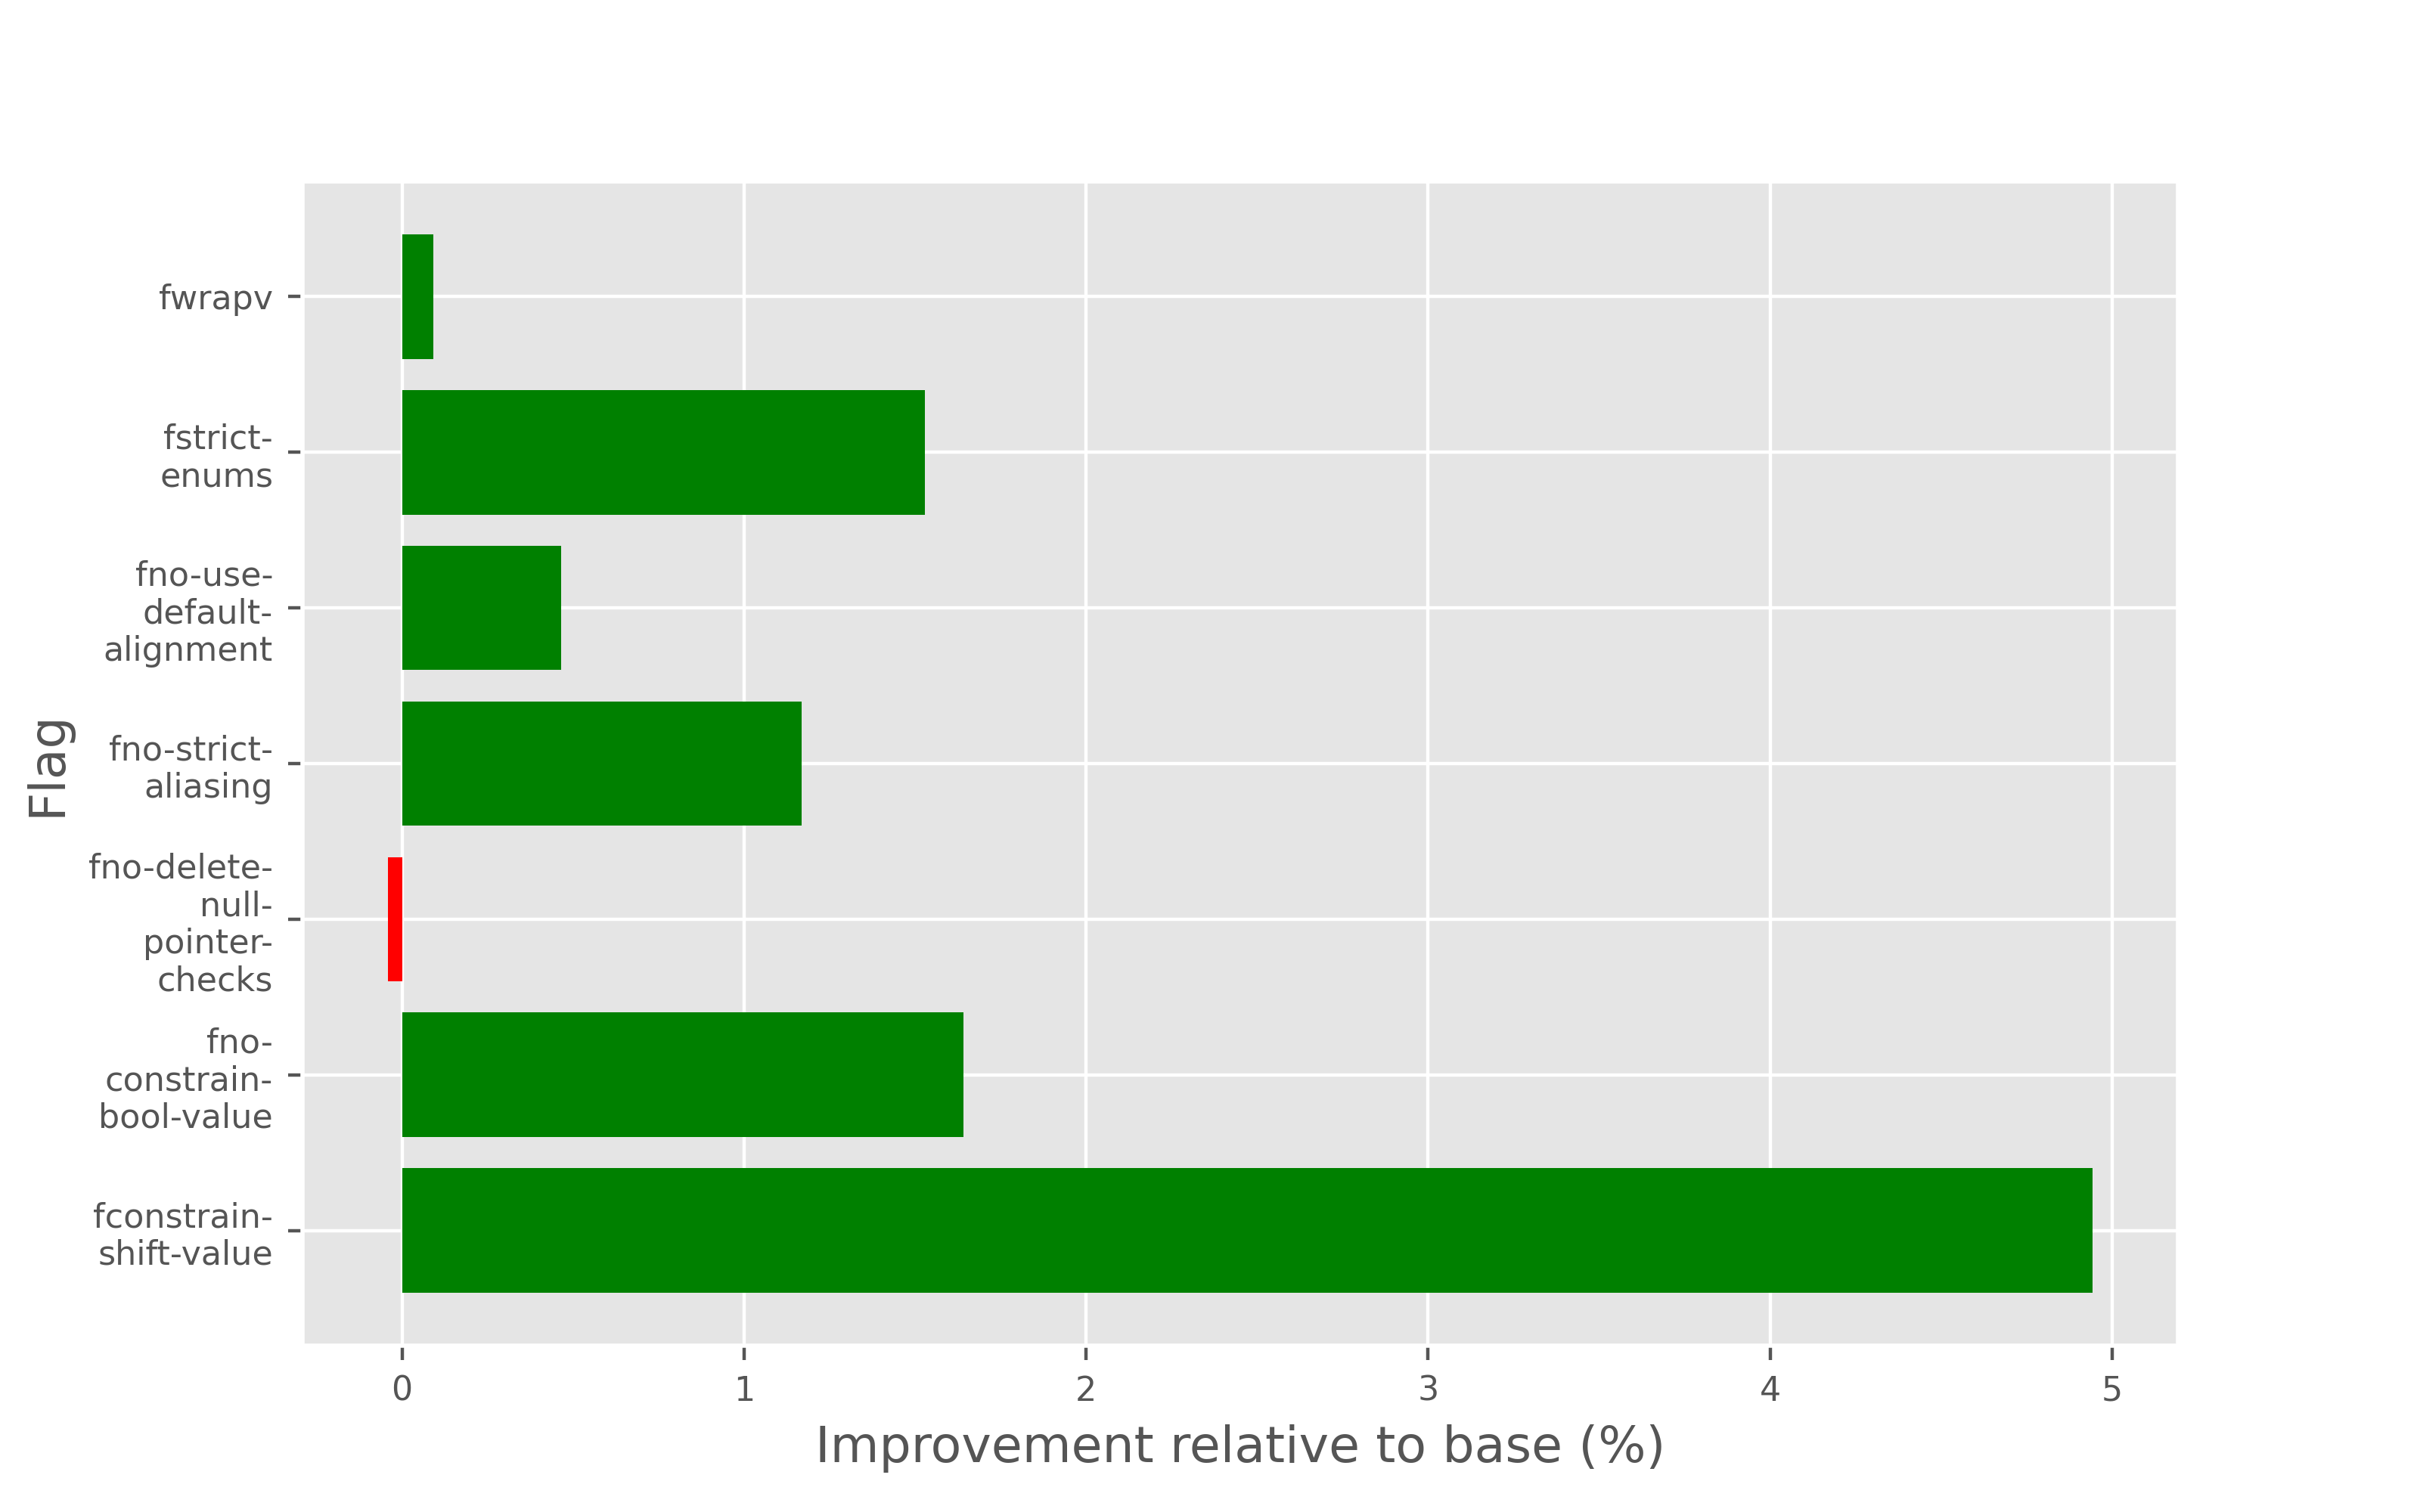 fwrapv
fstrict-
enums
fno-use-
default-
alignment
fno-strict-
aliasing
fno-delete-
null-
pointer-
checks
fno-
constrain-
bool-value
fconstrain-
shift-value
Flag
0 1 2 3 4 5
Improvement relative to base (%)